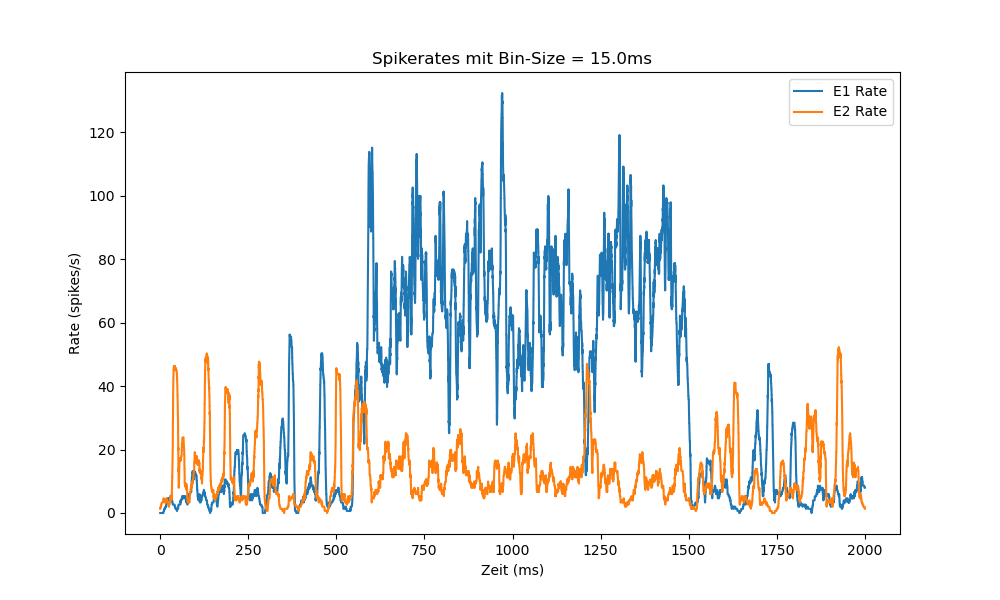 Spikerates mit Bin-Size = 15.0ms
E1 Rate
E2 Rate
120
100
80
60
40
20
0
Rate (spikes/s)
0 250 500 750 1000 1250 1500 1750 2000
Zeit (ms)